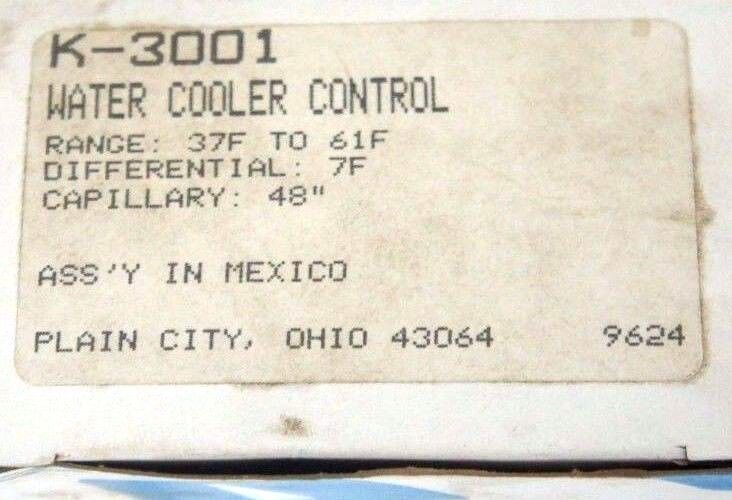 K-3001
WATER COOLER CONTROL
RANGE: 37F TO 61F
DIFFERENTIAL: 7F
CAPILLARY: 48"
ASS'Y IN MEXICO
PLAIN CITY, OHIO 43064 9624